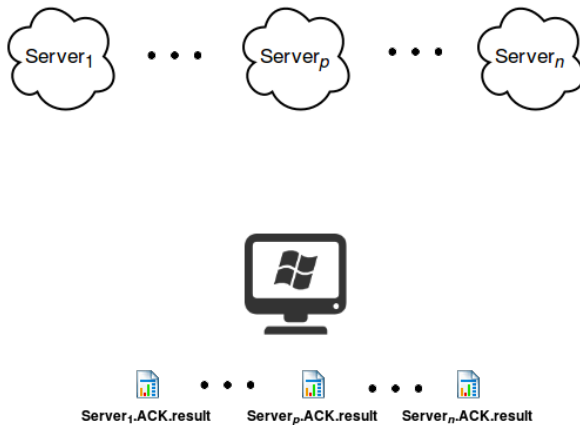 Server1 • • • Serverp • • • Servern
Server1.ACK.result • • • Serverp.ACK.result • • • Servern.ACK.result